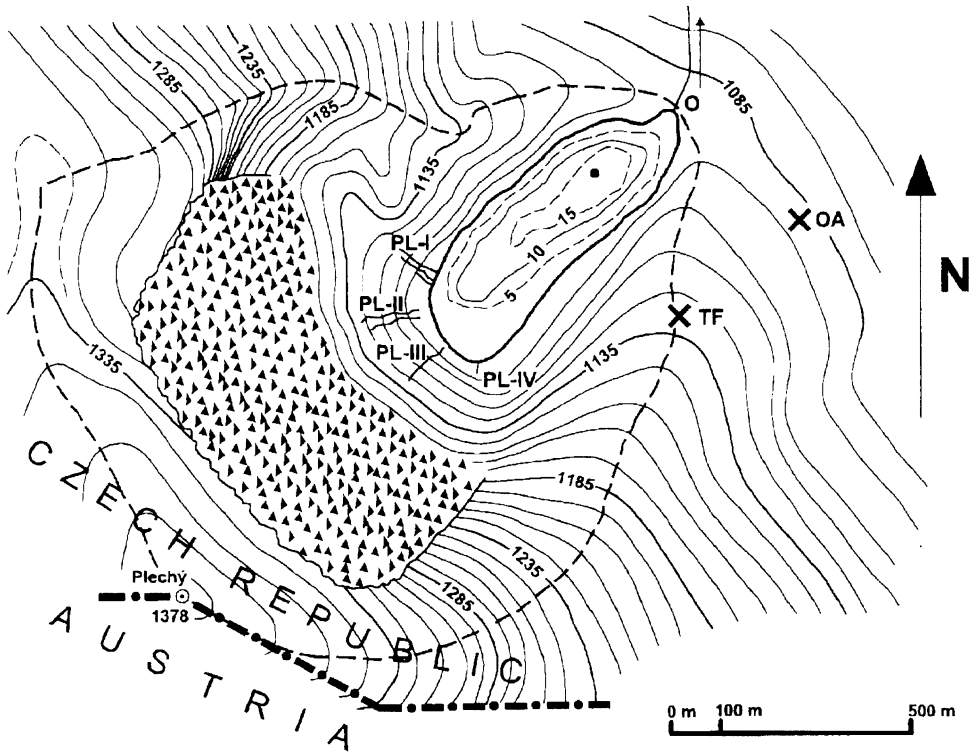 1285
1235
1185
1085
O
1135
OA
PL-I
15
10
5
N
PL-II
TF
PL-III
PL-IV
1135
1335
1185
1235
1285
CZECH REPUBLIC
Plechý
1378
AUSTRIA
0 m 100 m 500 m